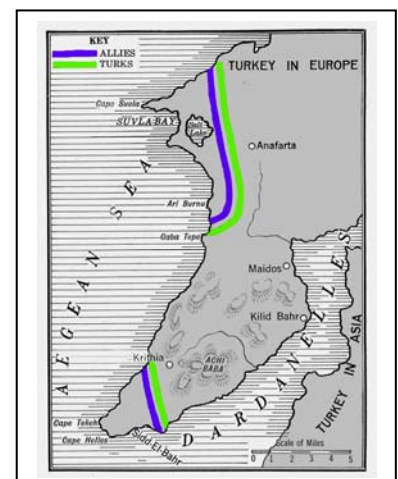 KEY
ALLIES
TURKS
TURKEY IN EUROPE
Cape Suvla
SUVLA BAY
Salt
Lake
Anafarta
Ari Burnu
Gaba Tepe
AEGEAN SEA
Maidos
Kilid Bahr
Krithia
ACHI
BABA
DARDANELLES
TURKEY IN ASIA
Cape Tekeh
Cape Helles
Sidd El Bahr
Scale of Miles
0 1 2 3 4 5